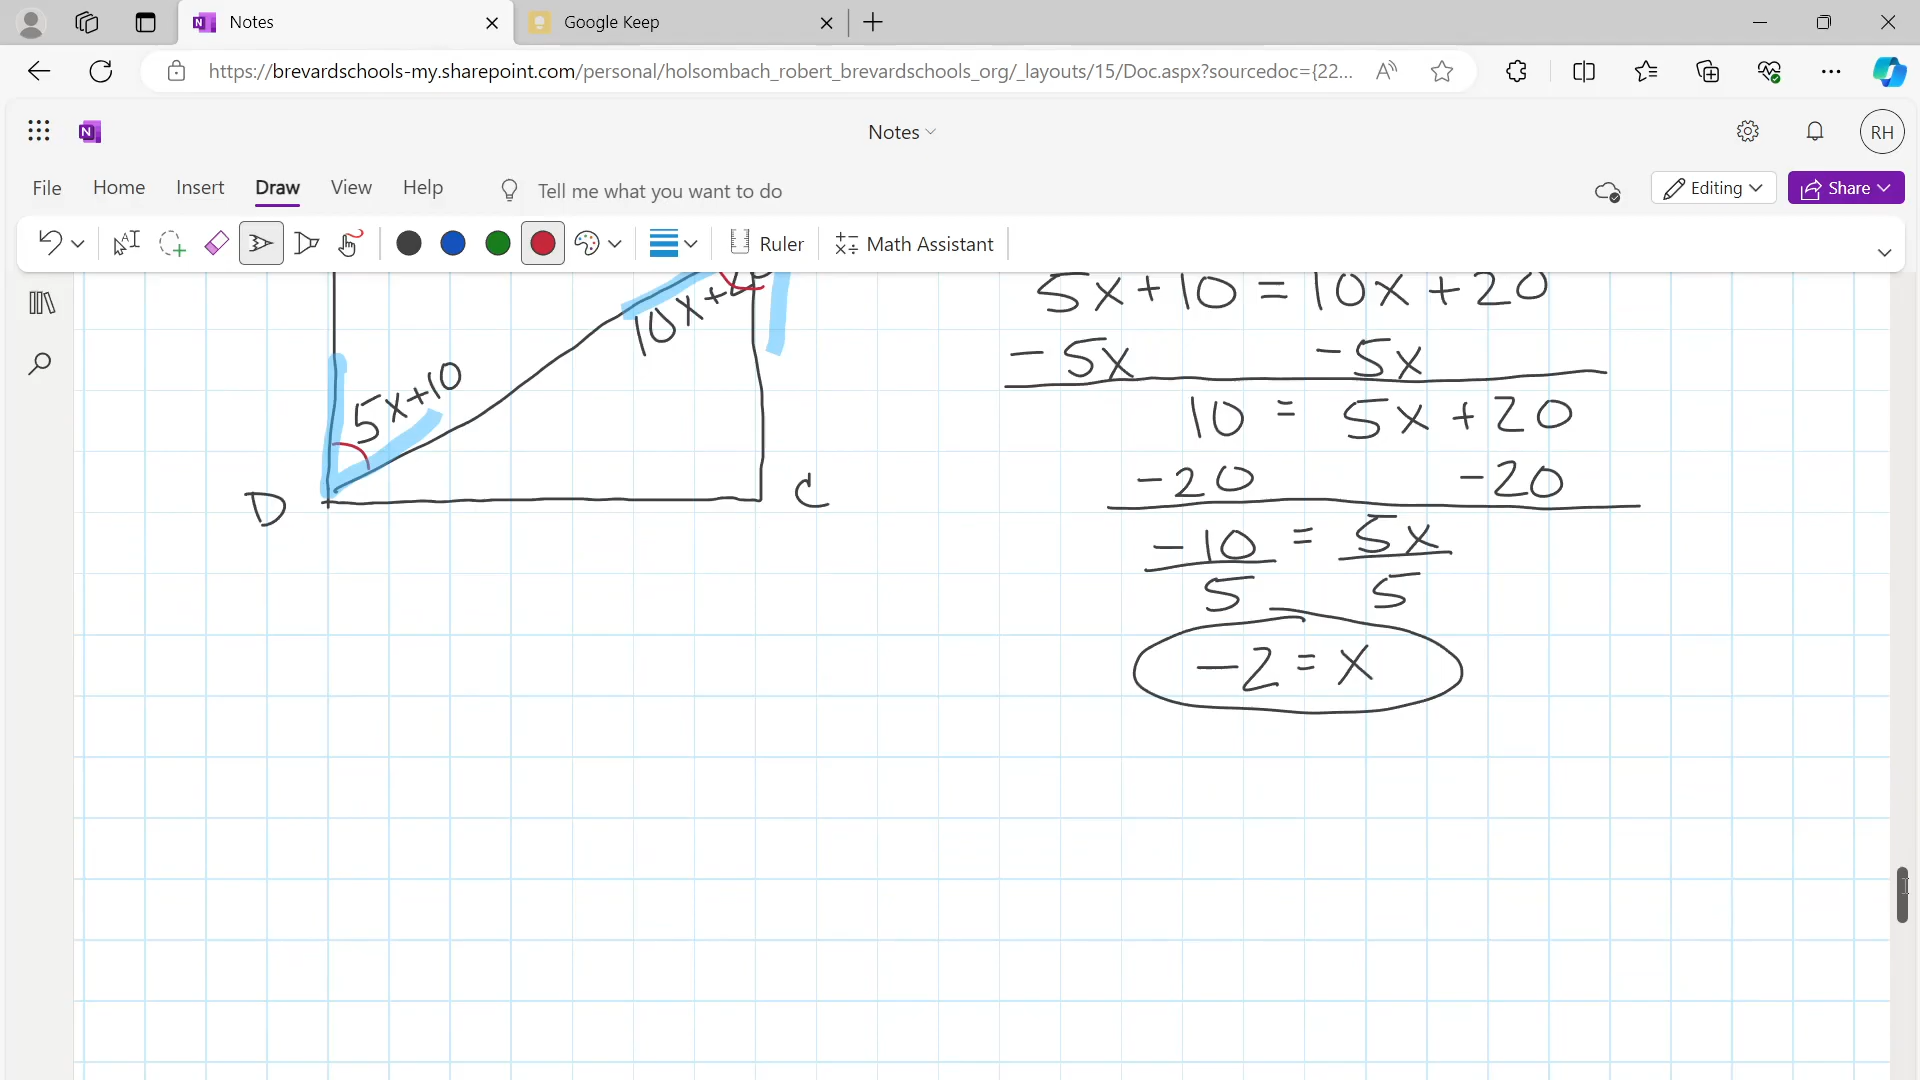 Notes
Google Keep
https://brevardschools-my.sharepoint.com/personal/holsombach_robert_brevardschools_org/_layouts/15/Doc.aspx?sourcedoc={22...
Notes
RH
File Home Insert Draw View Help Tell me what you want to do
Editing Share
Ruler Math Assistant
5x+10 = 10x+20
-5x -5x
10 = 5x+20
-20 -20
-10 = 5x
5 5
-2 = x
10x+
5x+10
D
C